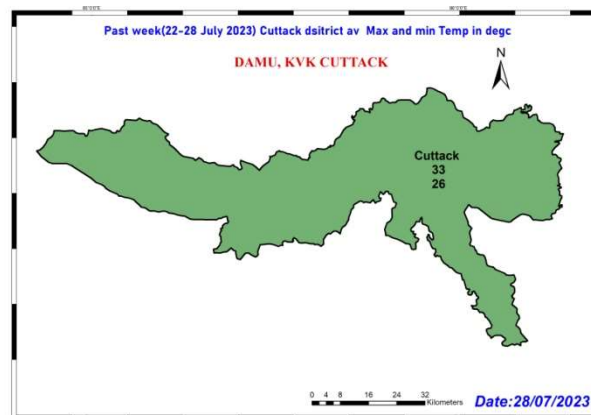 Past week(22-28 July 2023) Cuttack dsitrict av Max and min Temp in degc
DAMU, KVK CUTTACK
N
Cuttack
33
26
0 4 8 16 24 32
Kilometers
Date:28/07/2023